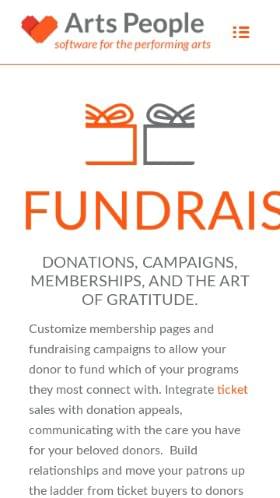 Arts People
software for the performing arts
FUNDRAIS
DONATIONS, CAMPAIGNS,
MEMBERSHIPS, AND THE ART
OF GRATITUDE.
Customize membership pages and
fundraising campaigns to allow your
donor to fund which of your programs
they most connect with. Integrate ticket
sales with donation appeals,
communicating with the care you have
for your beloved donors.  Build
relationships and move your patrons up
the ladder from ticket buyers to donors